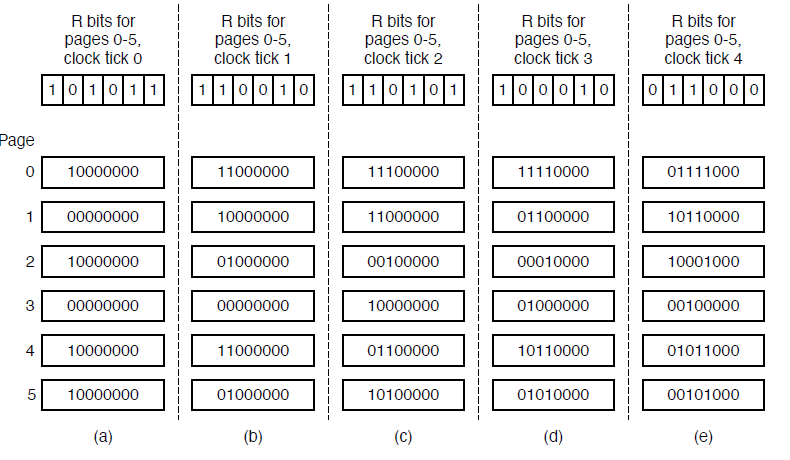 R bits for R bits for R bits for R bits for R bits for
pages 0-5, pages 0-5, pages 0-5, pages 0-5, pages 0-5,
clock tick 0 clock tick 1 clock tick 2 clock tick 3 clock tick 4
1 0 1 0 1 1 1 1 0 0 1 0 1 1 0 1 0 1 1 0 0 0 1 0 0 1 1 0 0 0
Page
0 10000000 11000000 11100000 11110000 01111000
1 00000000 10000000 11000000 01100000 10110000
2 10000000 01000000 00100000 00010000 10001000
3 00000000 00000000 10000000 01000000 00100000
4 10000000 11000000 01100000 10110000 01011000
5 10000000 01000000 10100000 01010000 00101000
(a) (b) (c) (d) (e)